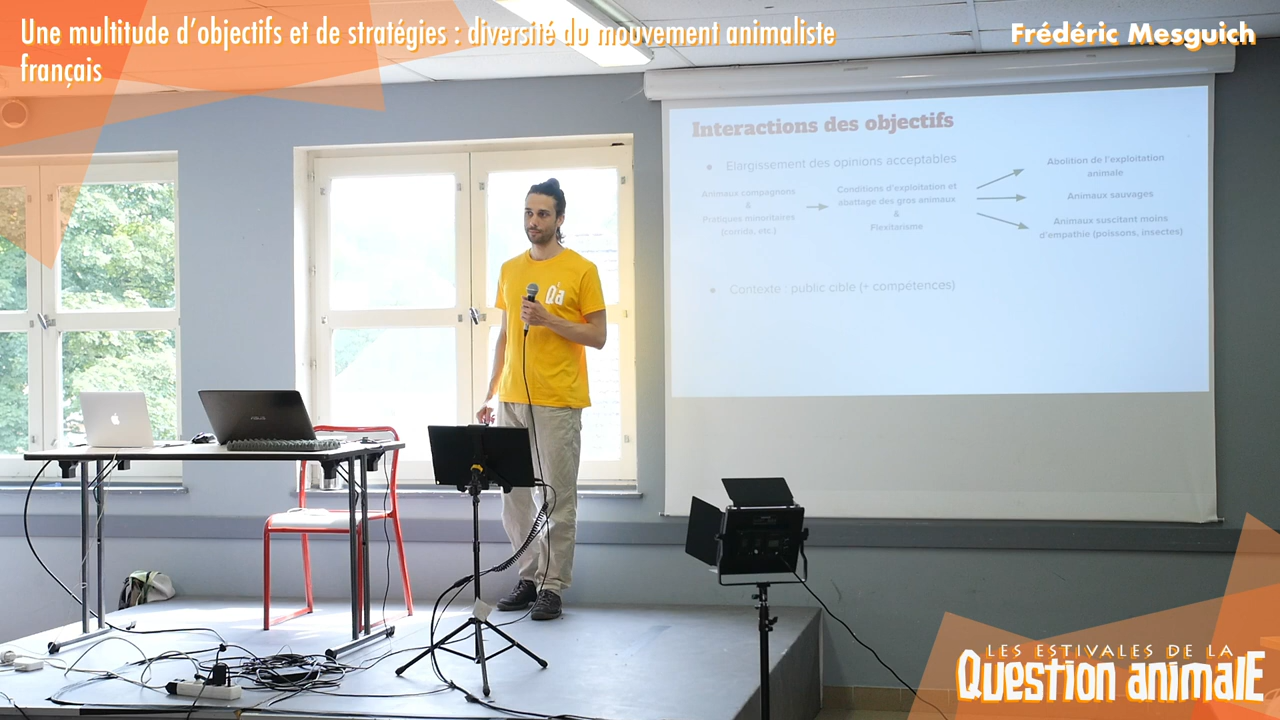 Une multitude d'objectifs et de stratégies : diversité du mouvement animaliste
français
Frédéric Mesguich
Interactions des objectifs
• Elargissement des opinions acceptables
Animaux compagnons
&
Pratiques minoritaires
(corrida, etc.)
Conditions d'exploitation et
abattage des gros animaux
&
Flexitarisme
Abolition de l'exploitation
animale
Animaux sauvages
Animaux suscitant moins
d'empathie (poissons, insectes)
• Contexte : public cible (+ compétences)
Qa
ASUS
LES ESTIVALES DE LA
QUESTION ANIMALE